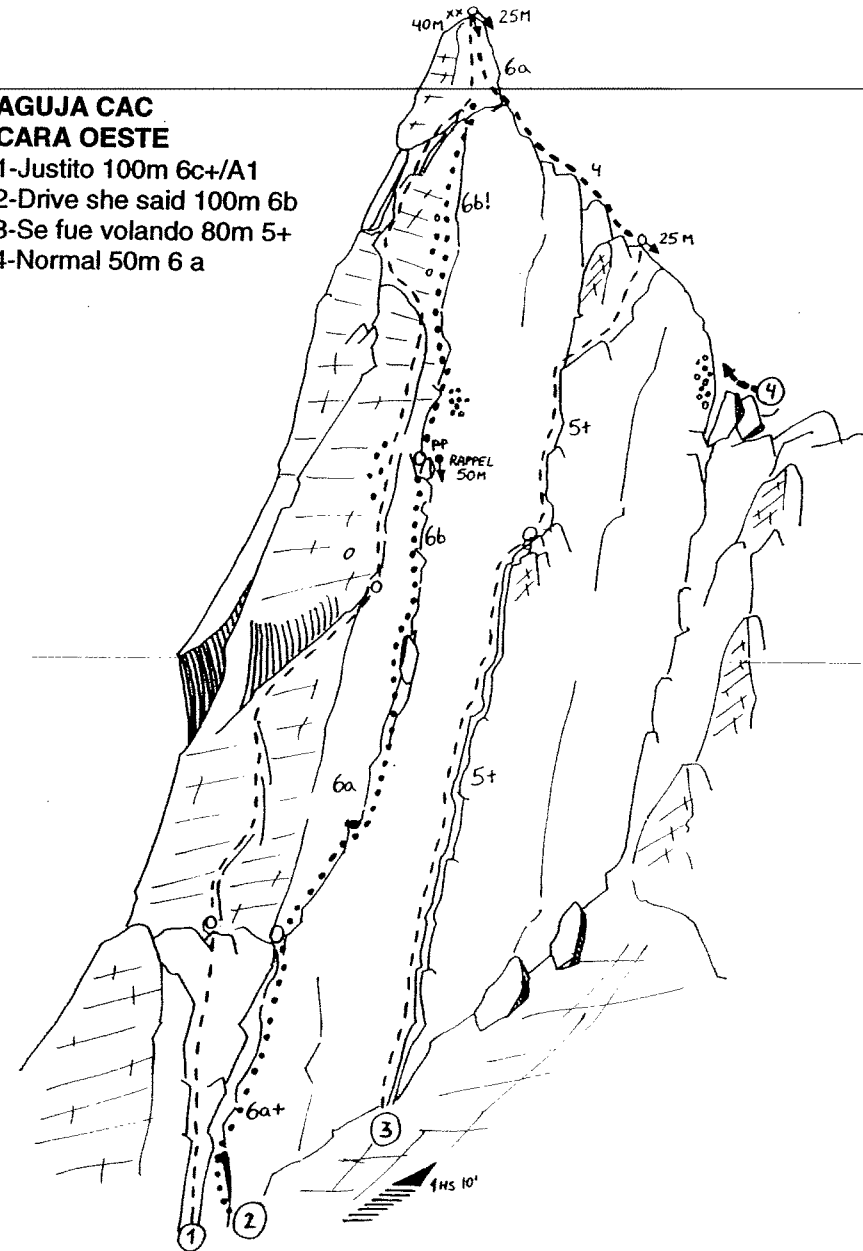 40M xx 25M
6a
AGUJA CAC
CARA OESTE
1-Justito 100m 6c+/A1
2-Drive she said 100m 6b
3-Se fue volando 80m 5+
4-Normal 50m 6 a
4
6b!
25M
4
5+
PP
RAPPEL
50M
6b
5+
6a
6a+
3
1HS 10'
2
1